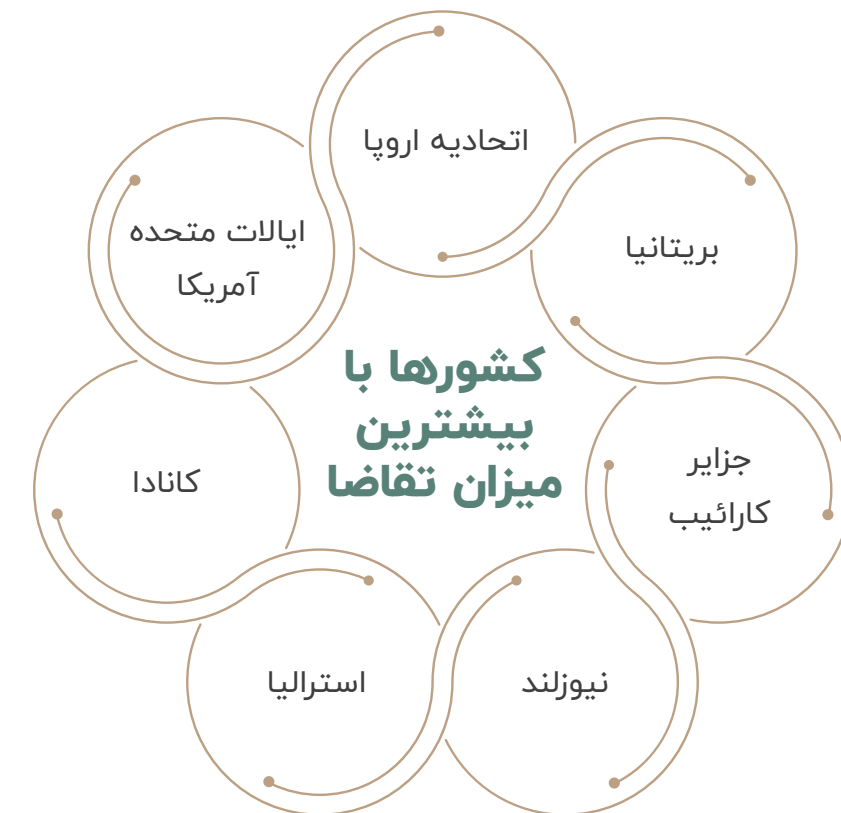 اتحادیه اروپا
بریتانیا
ایالات متحده
آمریکا
کشورها با
بیشترین
میزان تقاضا
جزایر
کارائیب
کانادا
نیوزلند
استرالیا